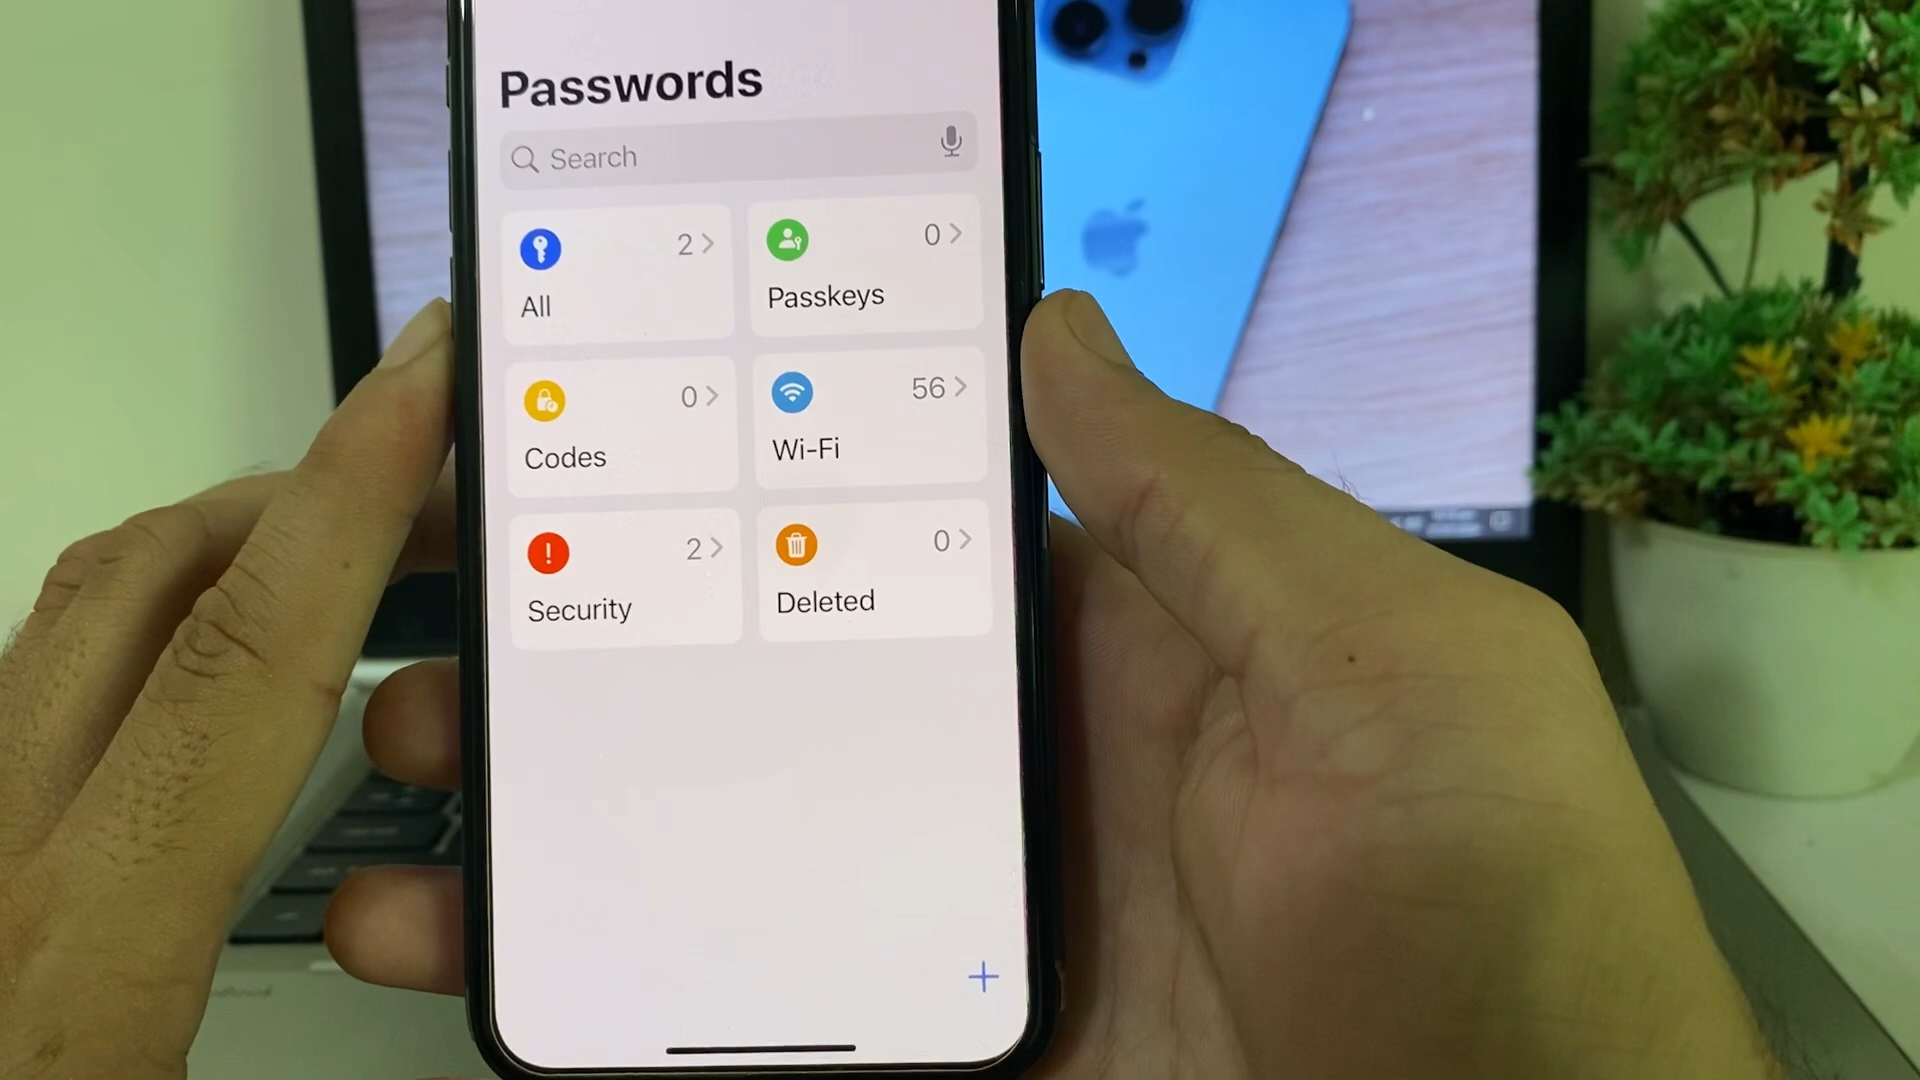 Passwords
Search
2
All
0
Passkeys
0
Codes
56
Wi-Fi
2
Security
0
Deleted